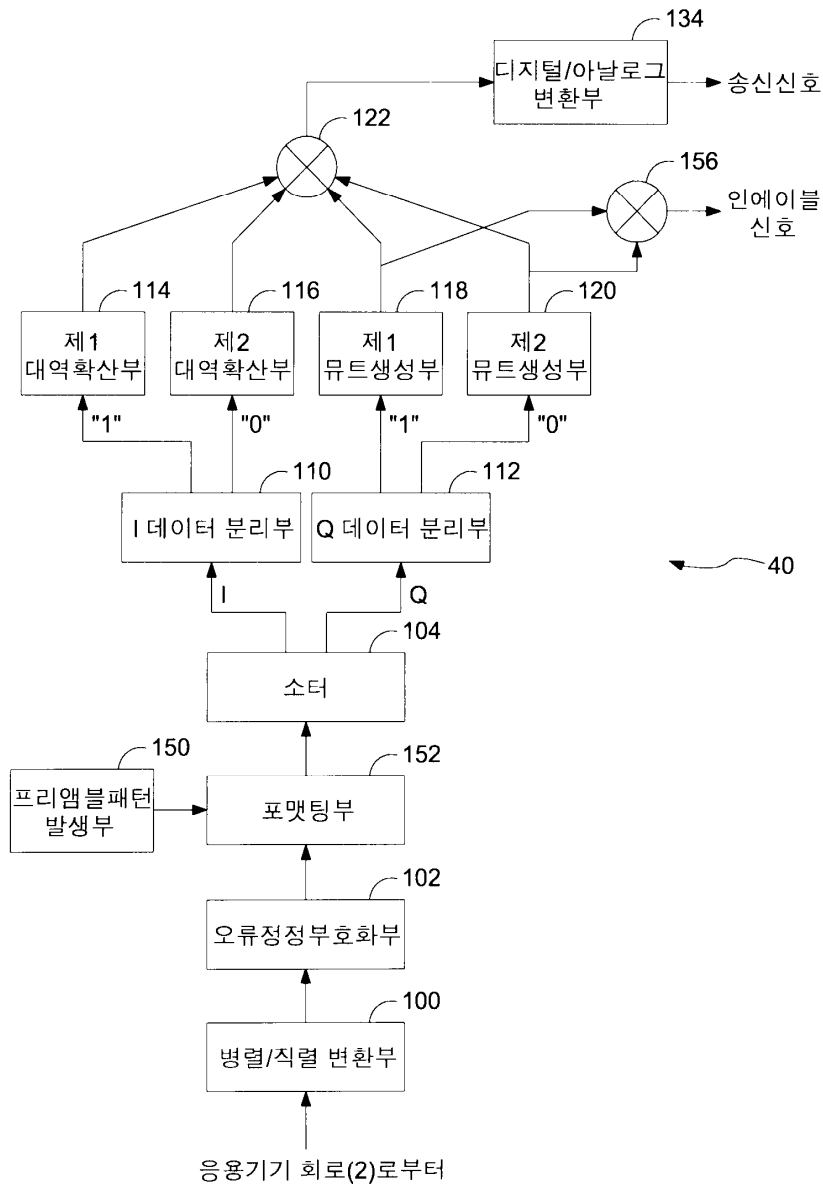 134
디지털/아날로그
변환부
송신신호
122
156
인에이블
신호
114
116
118
120
제1
대역확산부
제2
대역확산부
제1
뮤트생성부
제2
뮤트생성부
"1"
"0"
"1"
"0"
110
112
I 데이터 분리부
Q 데이터 분리부
40
I
Q
104
소터
150
152
프리앰블패턴
발생부
포맷팅부
102
오류정정부호화부
100
병렬/직렬 변환부
응용기기 회로(2)로부터